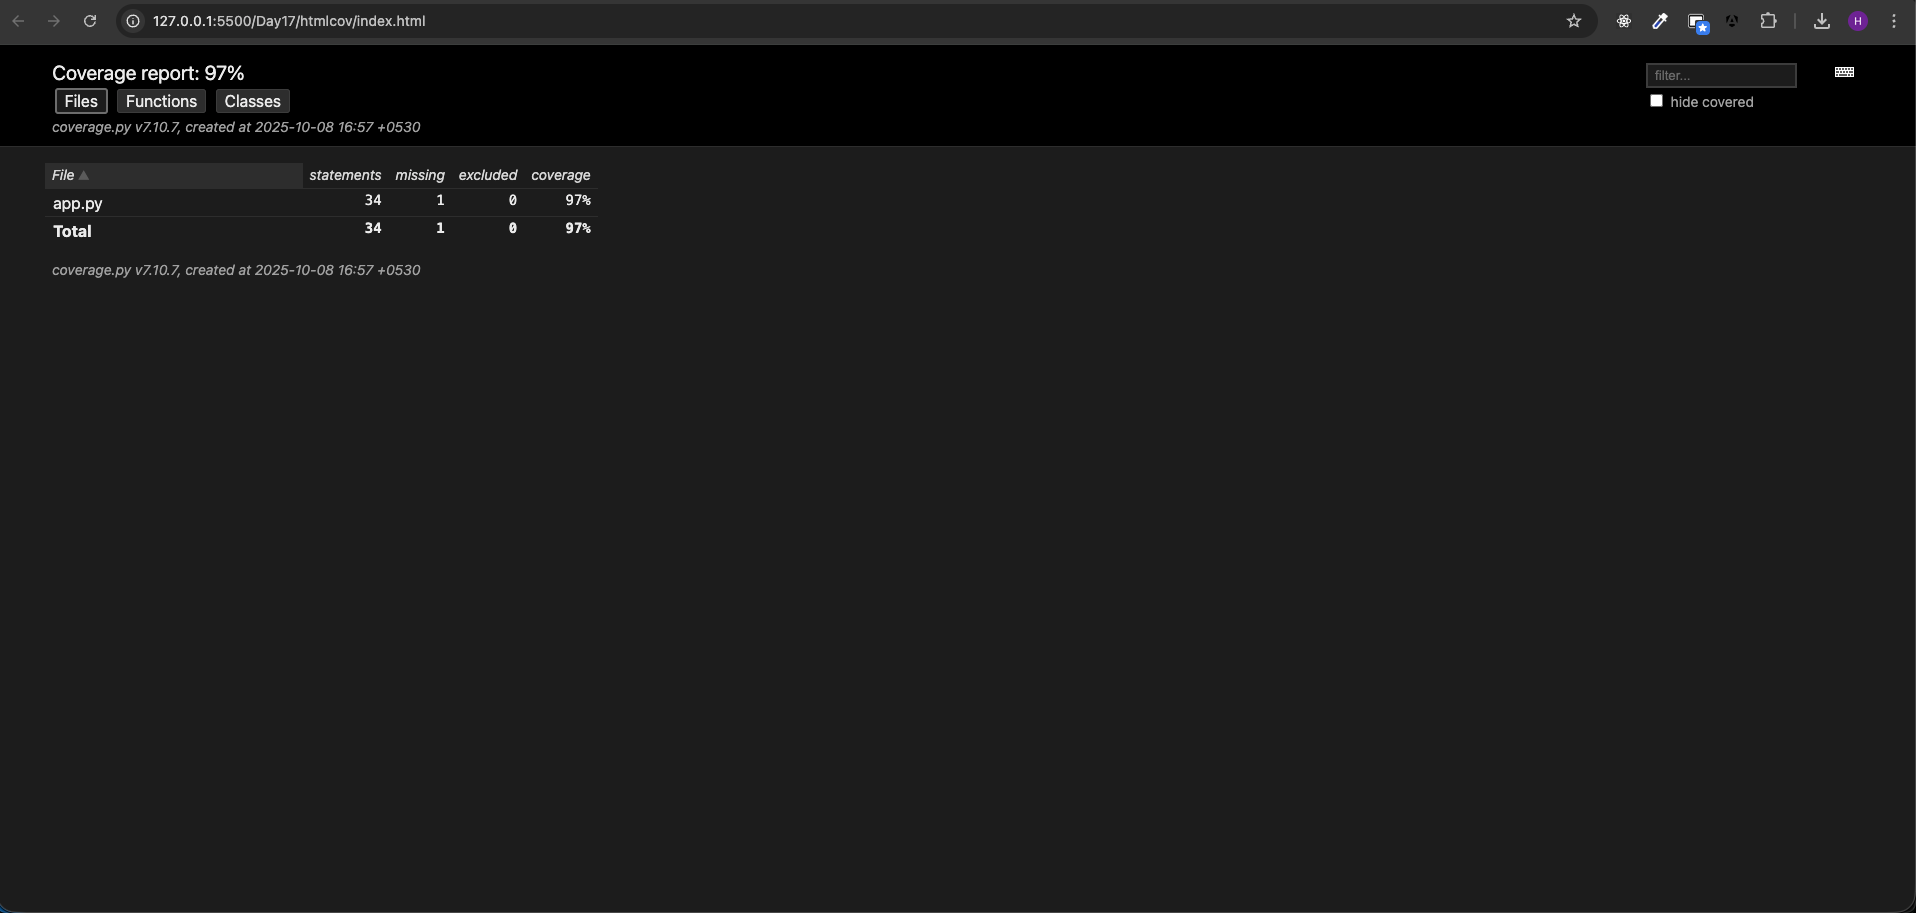 127.0.0.1:5500/Day17/htmlcov/index.html
H
Coverage report: 97%
filter...
Files Functions Classes
hide covered
coverage.py v7.10.7, created at 2025-10-08 16:57 +0530
File statements missing excluded coverage
app.py 34 1 0 97%
Total 34 1 0 97%
coverage.py v7.10.7, created at 2025-10-08 16:57 +0530